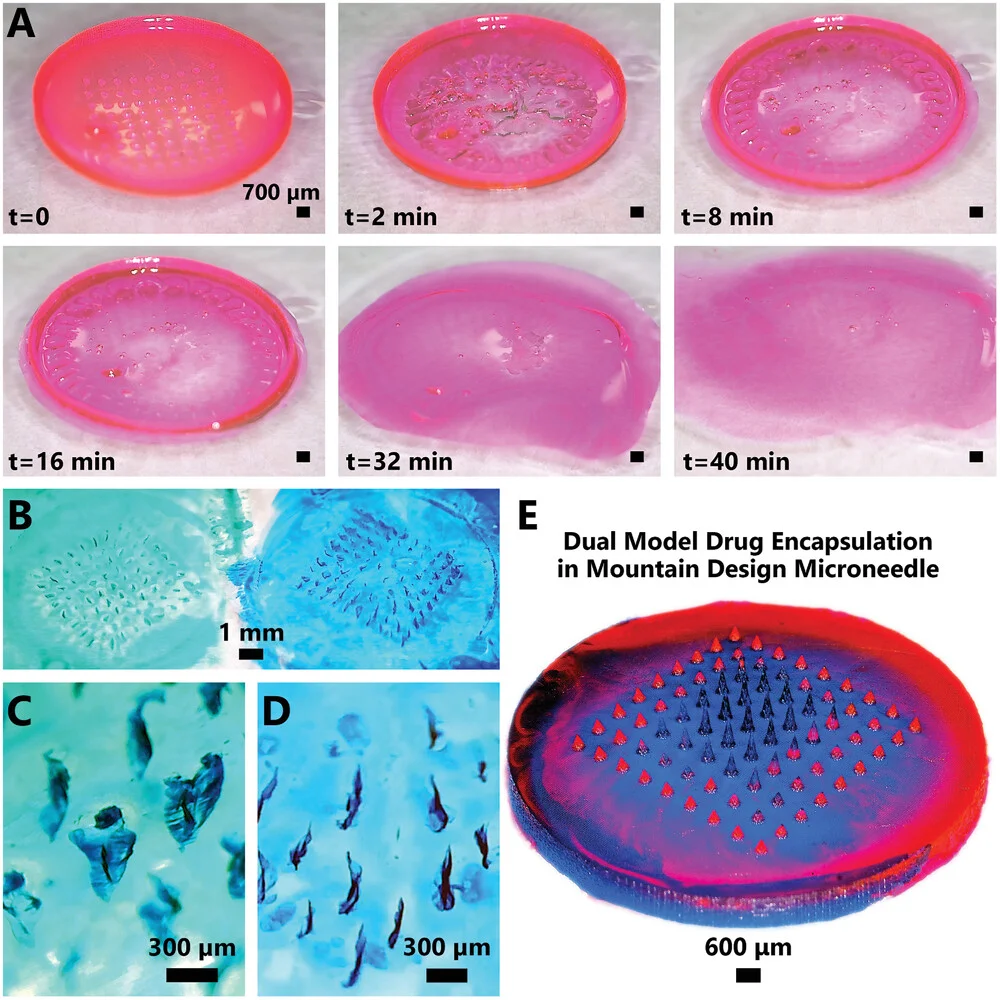 A
700 µm
t=0
t=2 min
t=8 min
t=16 min
t=32 min
t=40 min
B
1 mm
C
300 µm
D
300 µm
E
Dual Model Drug Encapsulation
in Mountain Design Microneedle
600 µm